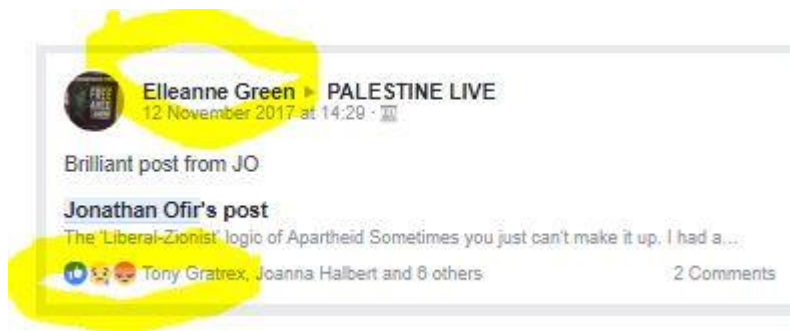 Elleanne Green ▸ PALESTINE LIVE
12 November 2017 at 14:29 ·
Brilliant post from JO
Jonathan Ofir's post
The 'Liberal-Zionist' logic of Apartheid Sometimes you just can't make it up. I had a...
Tony Gratrex, Joanna Halbert and 8 others 2 Comments